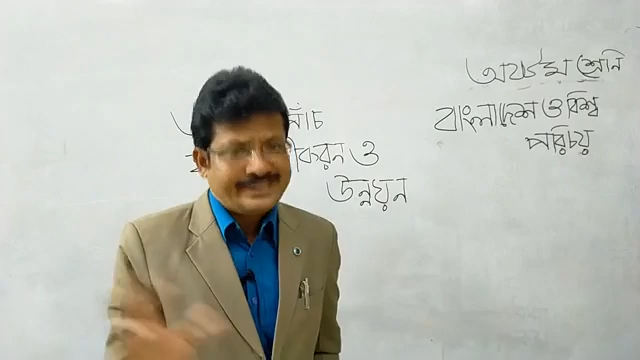 অষ্টম শ্রেনি
বাংলাদেশ ও বিশ্ব
পরিচয়
পাঁচ
ও
উন্নয়ন